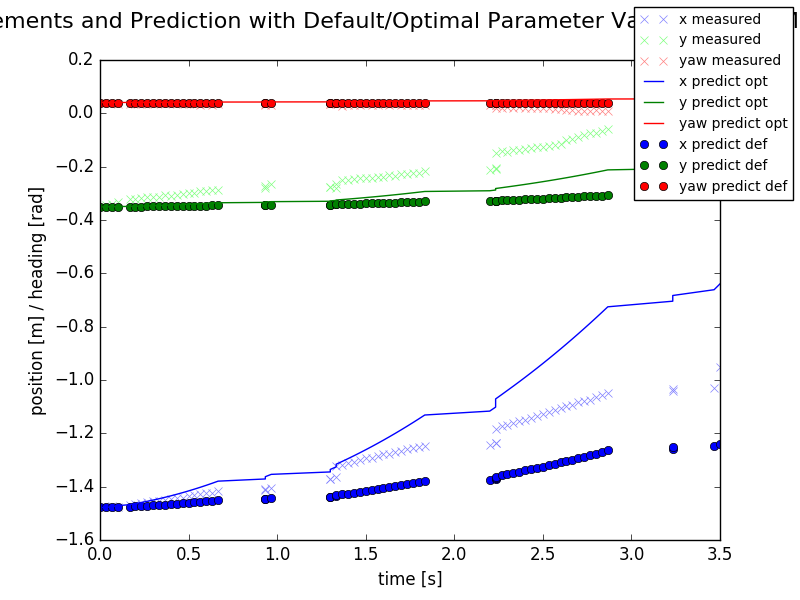 ements and Prediction with Default/Optimal Parameter Va
x measured
y measured
yaw measured
x predict opt
y predict opt
yaw predict opt
x predict def
y predict def
yaw predict def
position [m] / heading [rad]
0.2
0.0
−0.2
−0.4
−0.6
−0.8
−1.0
−1.2
−1.4
−1.6
0.0 0.5 1.0 1.5 2.0 2.5 3.0 3.5
time [s]